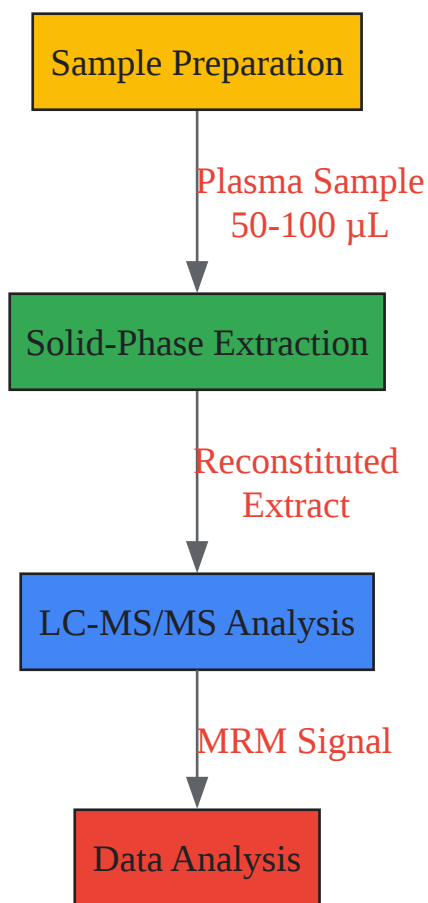 Sample Preparation
Plasma Sample
50-100 µL
Solid-Phase Extraction
Reconstituted
Extract
LC-MS/MS Analysis
MRM Signal
Data Analysis